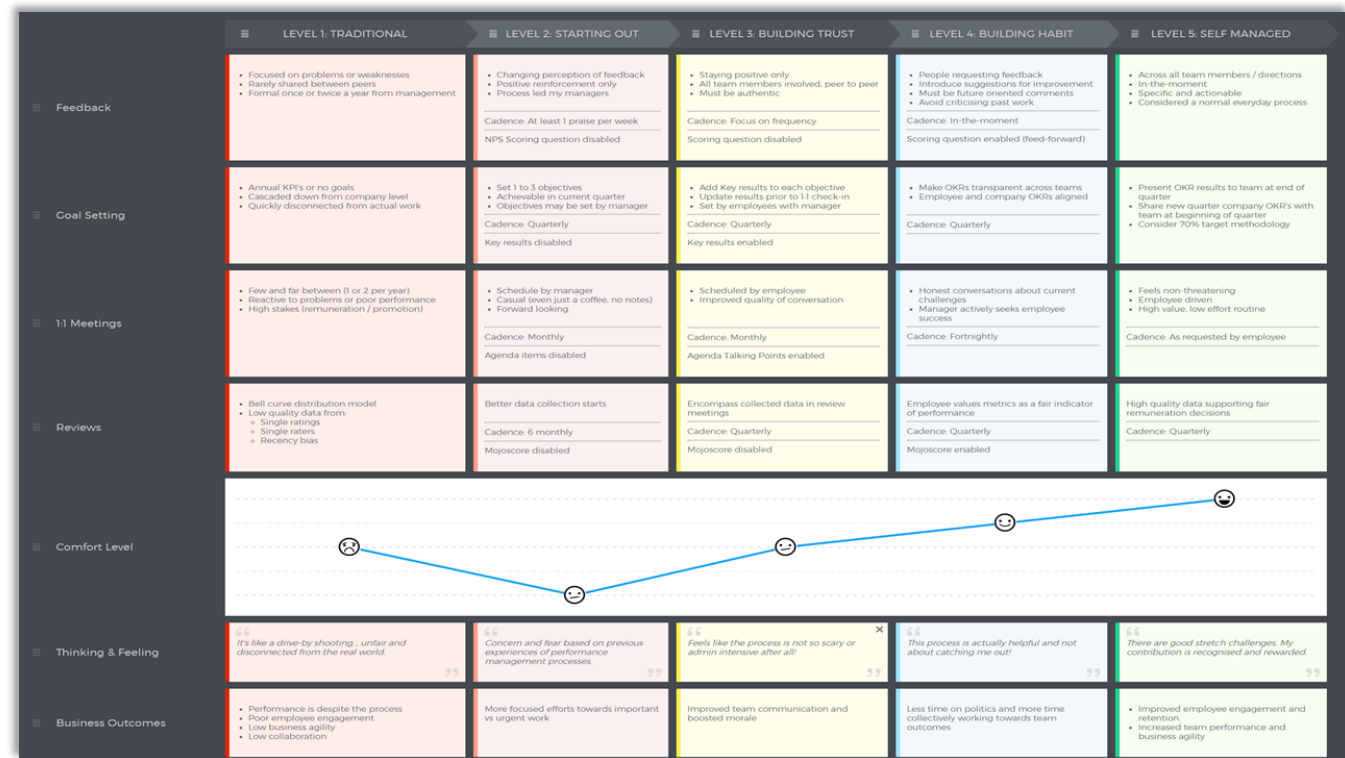 LEVEL 1: TRADITIONAL
LEVEL 2: STARTING OUT
LEVEL 3: BUILDING TRUST
LEVEL 4: BUILDING HABIT
LEVEL 5: SELF MANAGED
Feedback
• Focused on problems or weaknesses
• Rarely shared between peers
• Formal once or twice a year from management
• Changing perception of feedback
• Positive reinforcement only
• Process led my managers
Cadence: At least 1 praise per week
NPS Scoring question disabled
• Staying positive only
• All team members involved, peer to peer
• Must be authentic
Cadence: Focus on frequency
Scoring question disabled
• People requesting feedback
• Introduce suggestions for improvement
• Must be future oriented comments
• Avoid criticising past work
Cadence: In-the-moment
Scoring question enabled (feed-forward)
• Across all team members / directions
• In-the-moment
• Specific and actionable
• Considered a normal everyday process
Goal Setting
• Annual KPI's or no goals
• Cascaded down from company level
• Quickly disconnected from actual work
• Set 1 to 3 objectives
• Achievable in current quarter
• Objectives may be set by manager
Cadence: Quarterly
Key results disabled
• Add Key results to each objective
• Update results prior to 1:1 check-in
• Set by employees with manager
Cadence: Quarterly
Key results enabled
• Make OKRs transparent across teams
• Employee and company OKRs aligned
Cadence: Quarterly
• Present OKR results to team at end of
quarter
• Share new quarter company OKR's with
team at beginning of quarter
• Consider 70% target methodology
1:1 Meetings
• Few and far between (1 or 2 per year)
• Reactive to problems or poor performance
• High stakes (remuneration / promotion)
• Schedule by manager
• Casual (even just a coffee, no notes)
• Forward looking
Cadence: Monthly
Agenda items disabled
• Scheduled by employee
• Improved quality of conversation
Cadence: Monthly
Agenda Talking Points enabled
• Honest conversations about current
challenges
• Manager actively seeks employee
success
Cadence: Fortnightly
• Feels non-threatening
• Employee driven
• High value, low effort routine
Cadence: As requested by employee
Reviews
• Bell curve distribution model
• Low quality data from:
○ Single ratings
○ Single raters
○ Recency bias
Better data collection starts
Cadence: 6 monthly
Mojoscore disabled
Encompass collected data in review
meetings
Cadence: Quarterly
Mojoscore disabled
Employee values metrics as a fair indicator
of performance
Cadence: Quarterly
Mojoscore enabled
High quality data supporting fair
remuneration decisions
Cadence: Quarterly
Comfort Level
Thinking & Feeling
“
It's like a drive-by shooting... unfair and
disconnected from the real world.
”
“
Concern and fear based on previous
experiences of performance
management processes.
”
“
Feels like the process is not so scary or
admin intensive after all!
”
“
This process is actually helpful and not
about catching me out!
”
“
There are good stretch challenges. My
contribution is recognised and rewarded.
”
Business Outcomes
• Performance is despite the process
• Poor employee engagement
• Low business agility
• Low collaboration
More focused efforts towards important
vs urgent work
Improved team communication and
boosted morale
Less time on politics and more time
collectively working towards team
outcomes
• Improved employee engagement and
retention.
• Increased team performance and
business agility